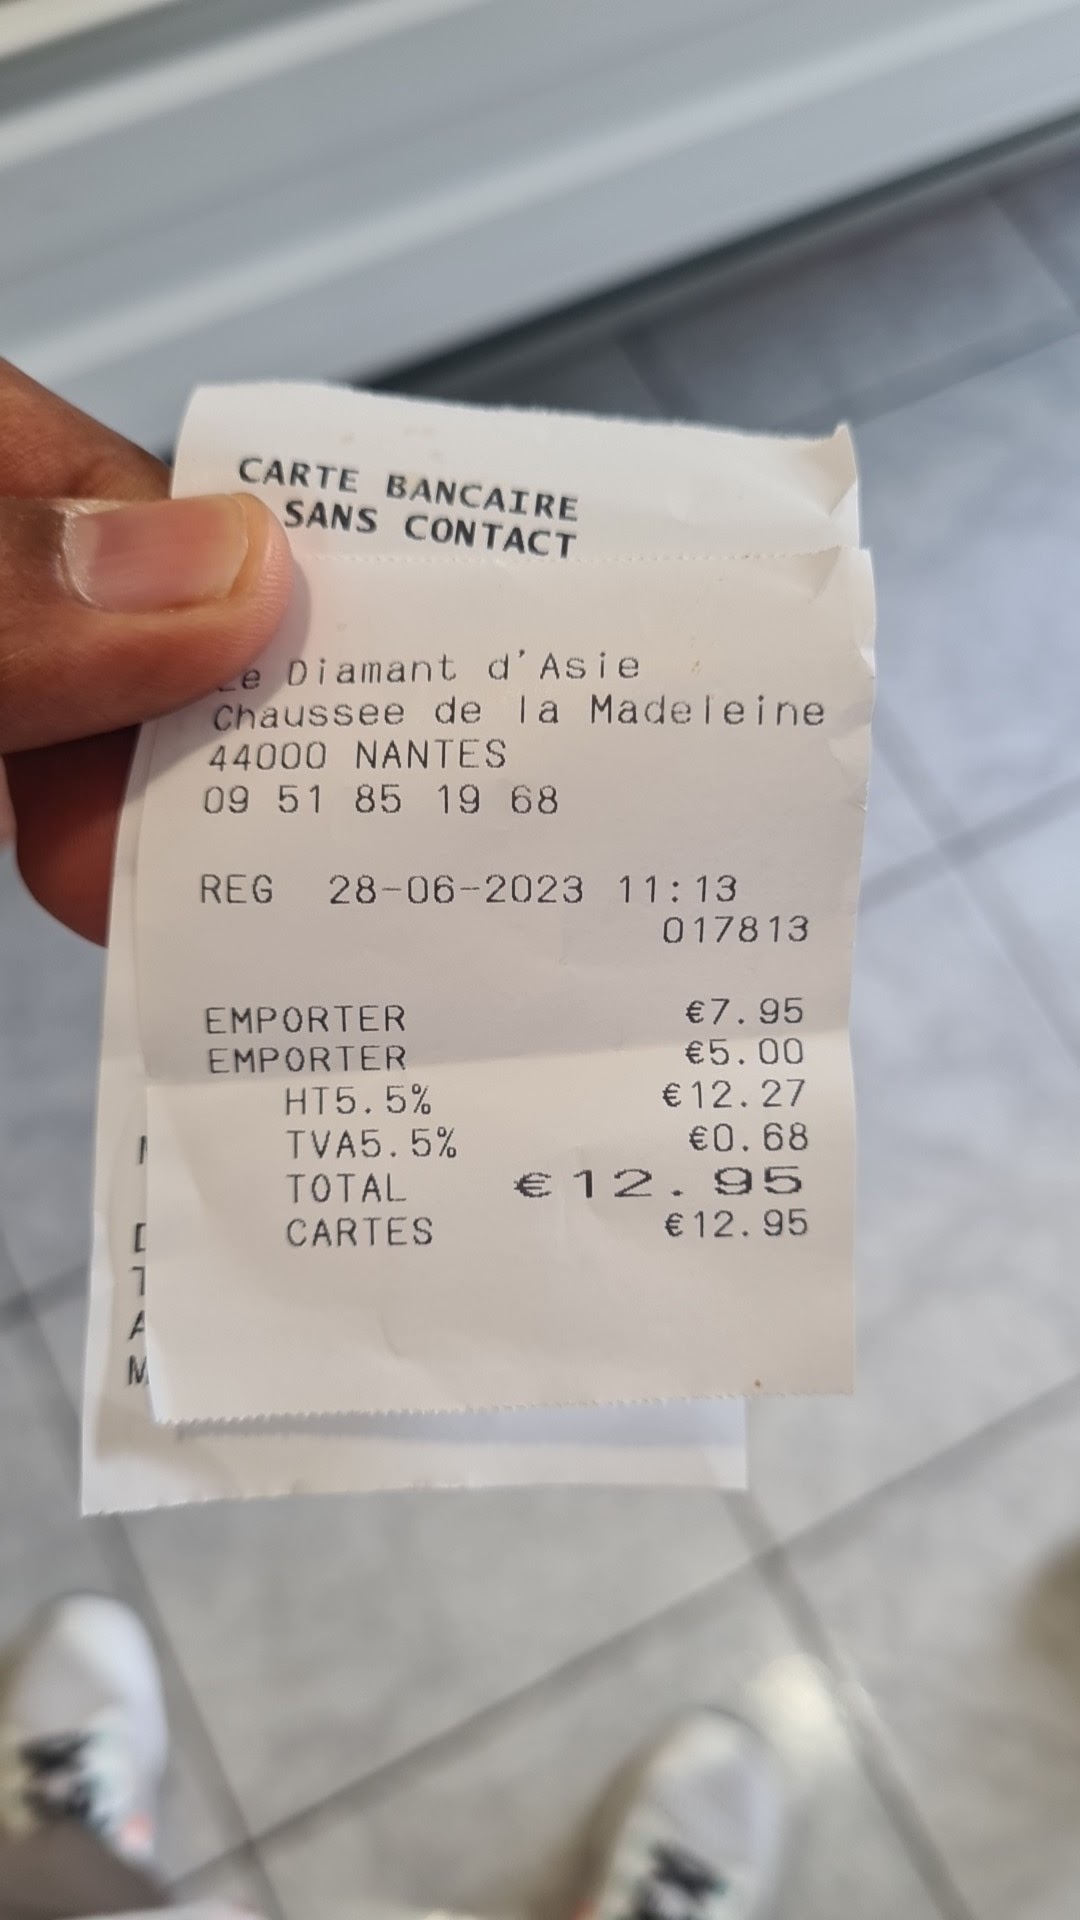 CARTE BANCAIRE
SANS CONTACT
Le Diamant d'Asie
Chaussee de la Madeleine
44000 NANTES
09 51 85 19 68
REG 28-06-2023 11:13
017813
EMPORTER €7.95
EMPORTER €5.00
HT5.5% €12.27
TVA5.5% €0.68
TOTAL €12.95
CARTES €12.95